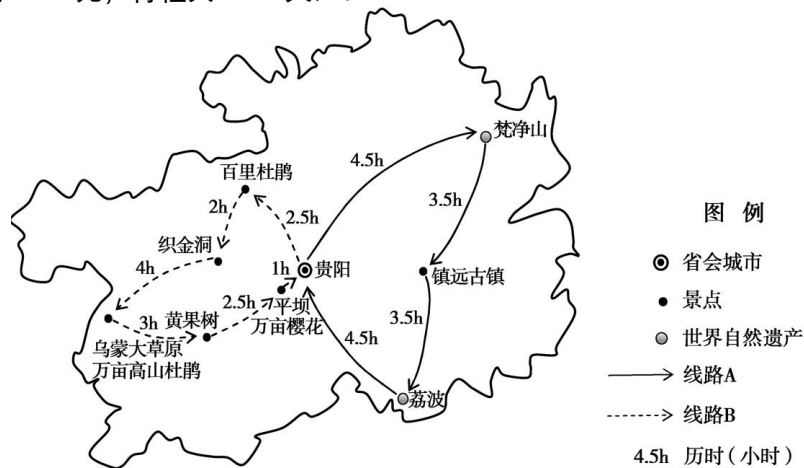 梵净山
4.5h
百里杜鹃
3.5h
2h
2.5h
织金洞
4h
1h
贵阳
镇远古镇
3h
黄果树
2.5h
平坝
万亩樱花
乌蒙大草原
万亩高山杜鹃
4.5h
3.5h
荔波
图 例
省会城市
景点
世界自然遗产
线路A
线路B
4.5h 历时(小时)